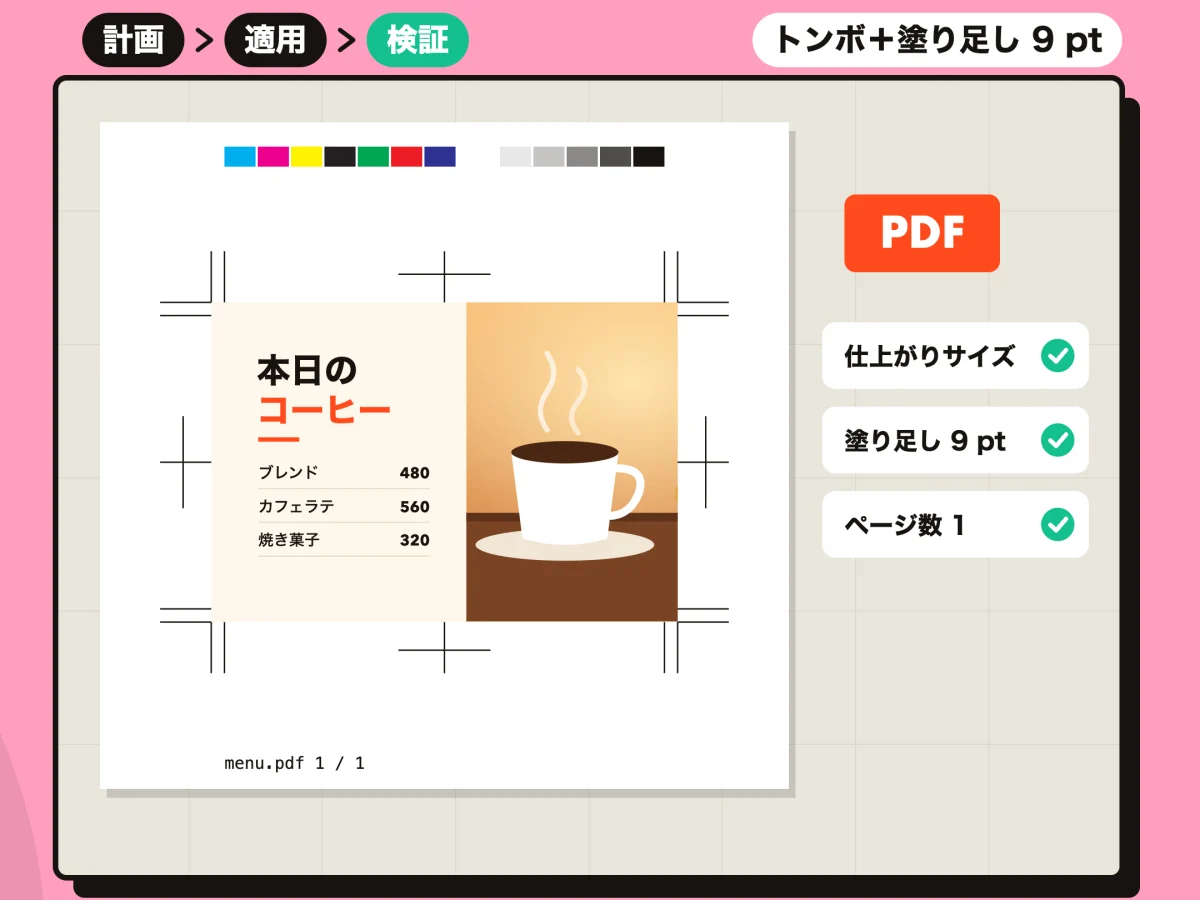 計画 > 適用 > 検証
トンボ+塗り足し 9 pt
本日の
コーヒー
ブレンド 480
カフェラテ 560
焼き菓子 320
menu.pdf 1 / 1
PDF
仕上がりサイズ
塗り足し 9 pt
ページ数 1